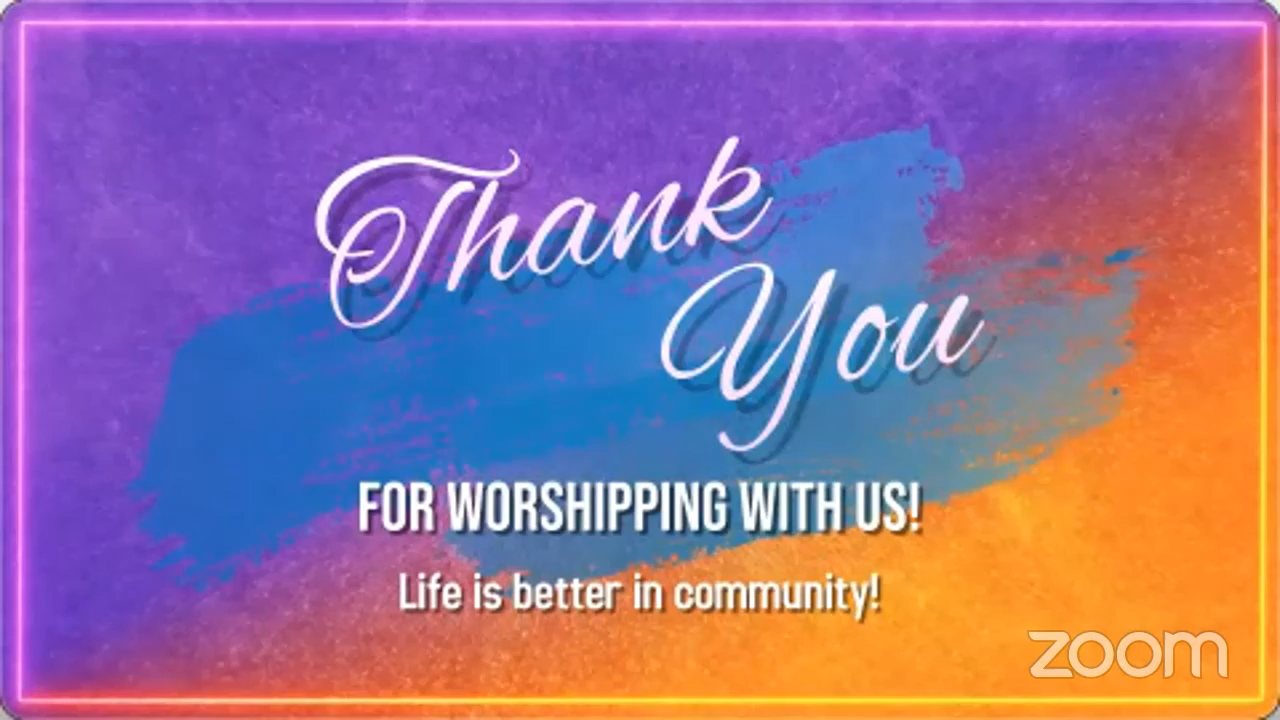 Thank
You
FOR WORSHIPPING WITH US!
Life is better in community!
zoom